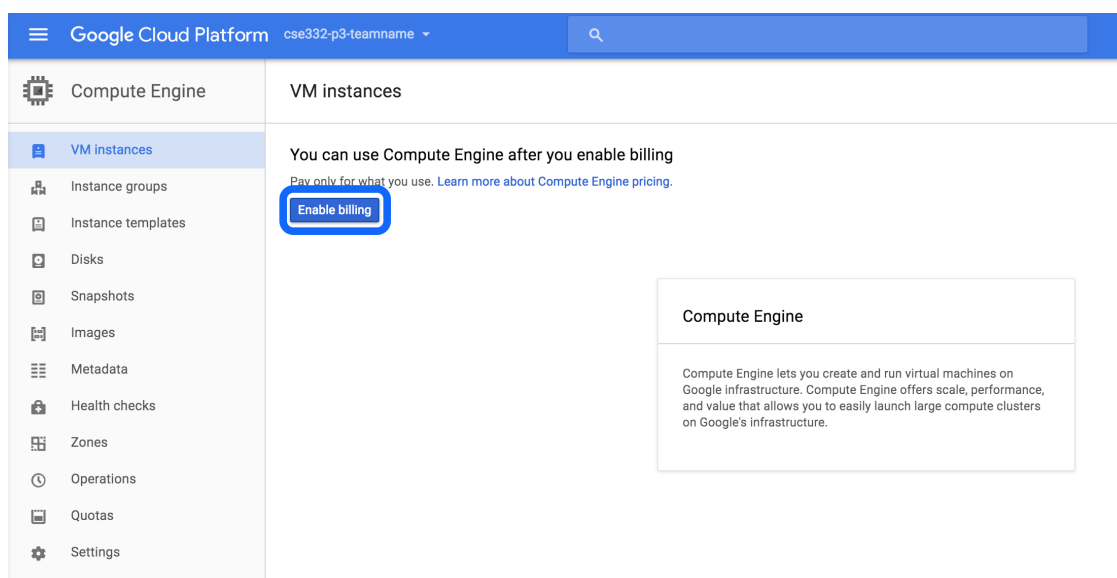 Google Cloud Platform cse332-p3-teamname
Compute Engine
VM instances
VM instances
Instance groups
Instance templates
Disks
Snapshots
Images
Metadata
Health checks
Zones
Operations
Quotas
Settings
You can use Compute Engine after you enable billing
Pay only for what you use. Learn more about Compute Engine pricing.
Enable billing
Compute Engine
Compute Engine lets you create and run virtual machines on
Google infrastructure. Compute Engine offers scale, performance,
and value that allows you to easily launch large compute clusters
on Google's infrastructure.